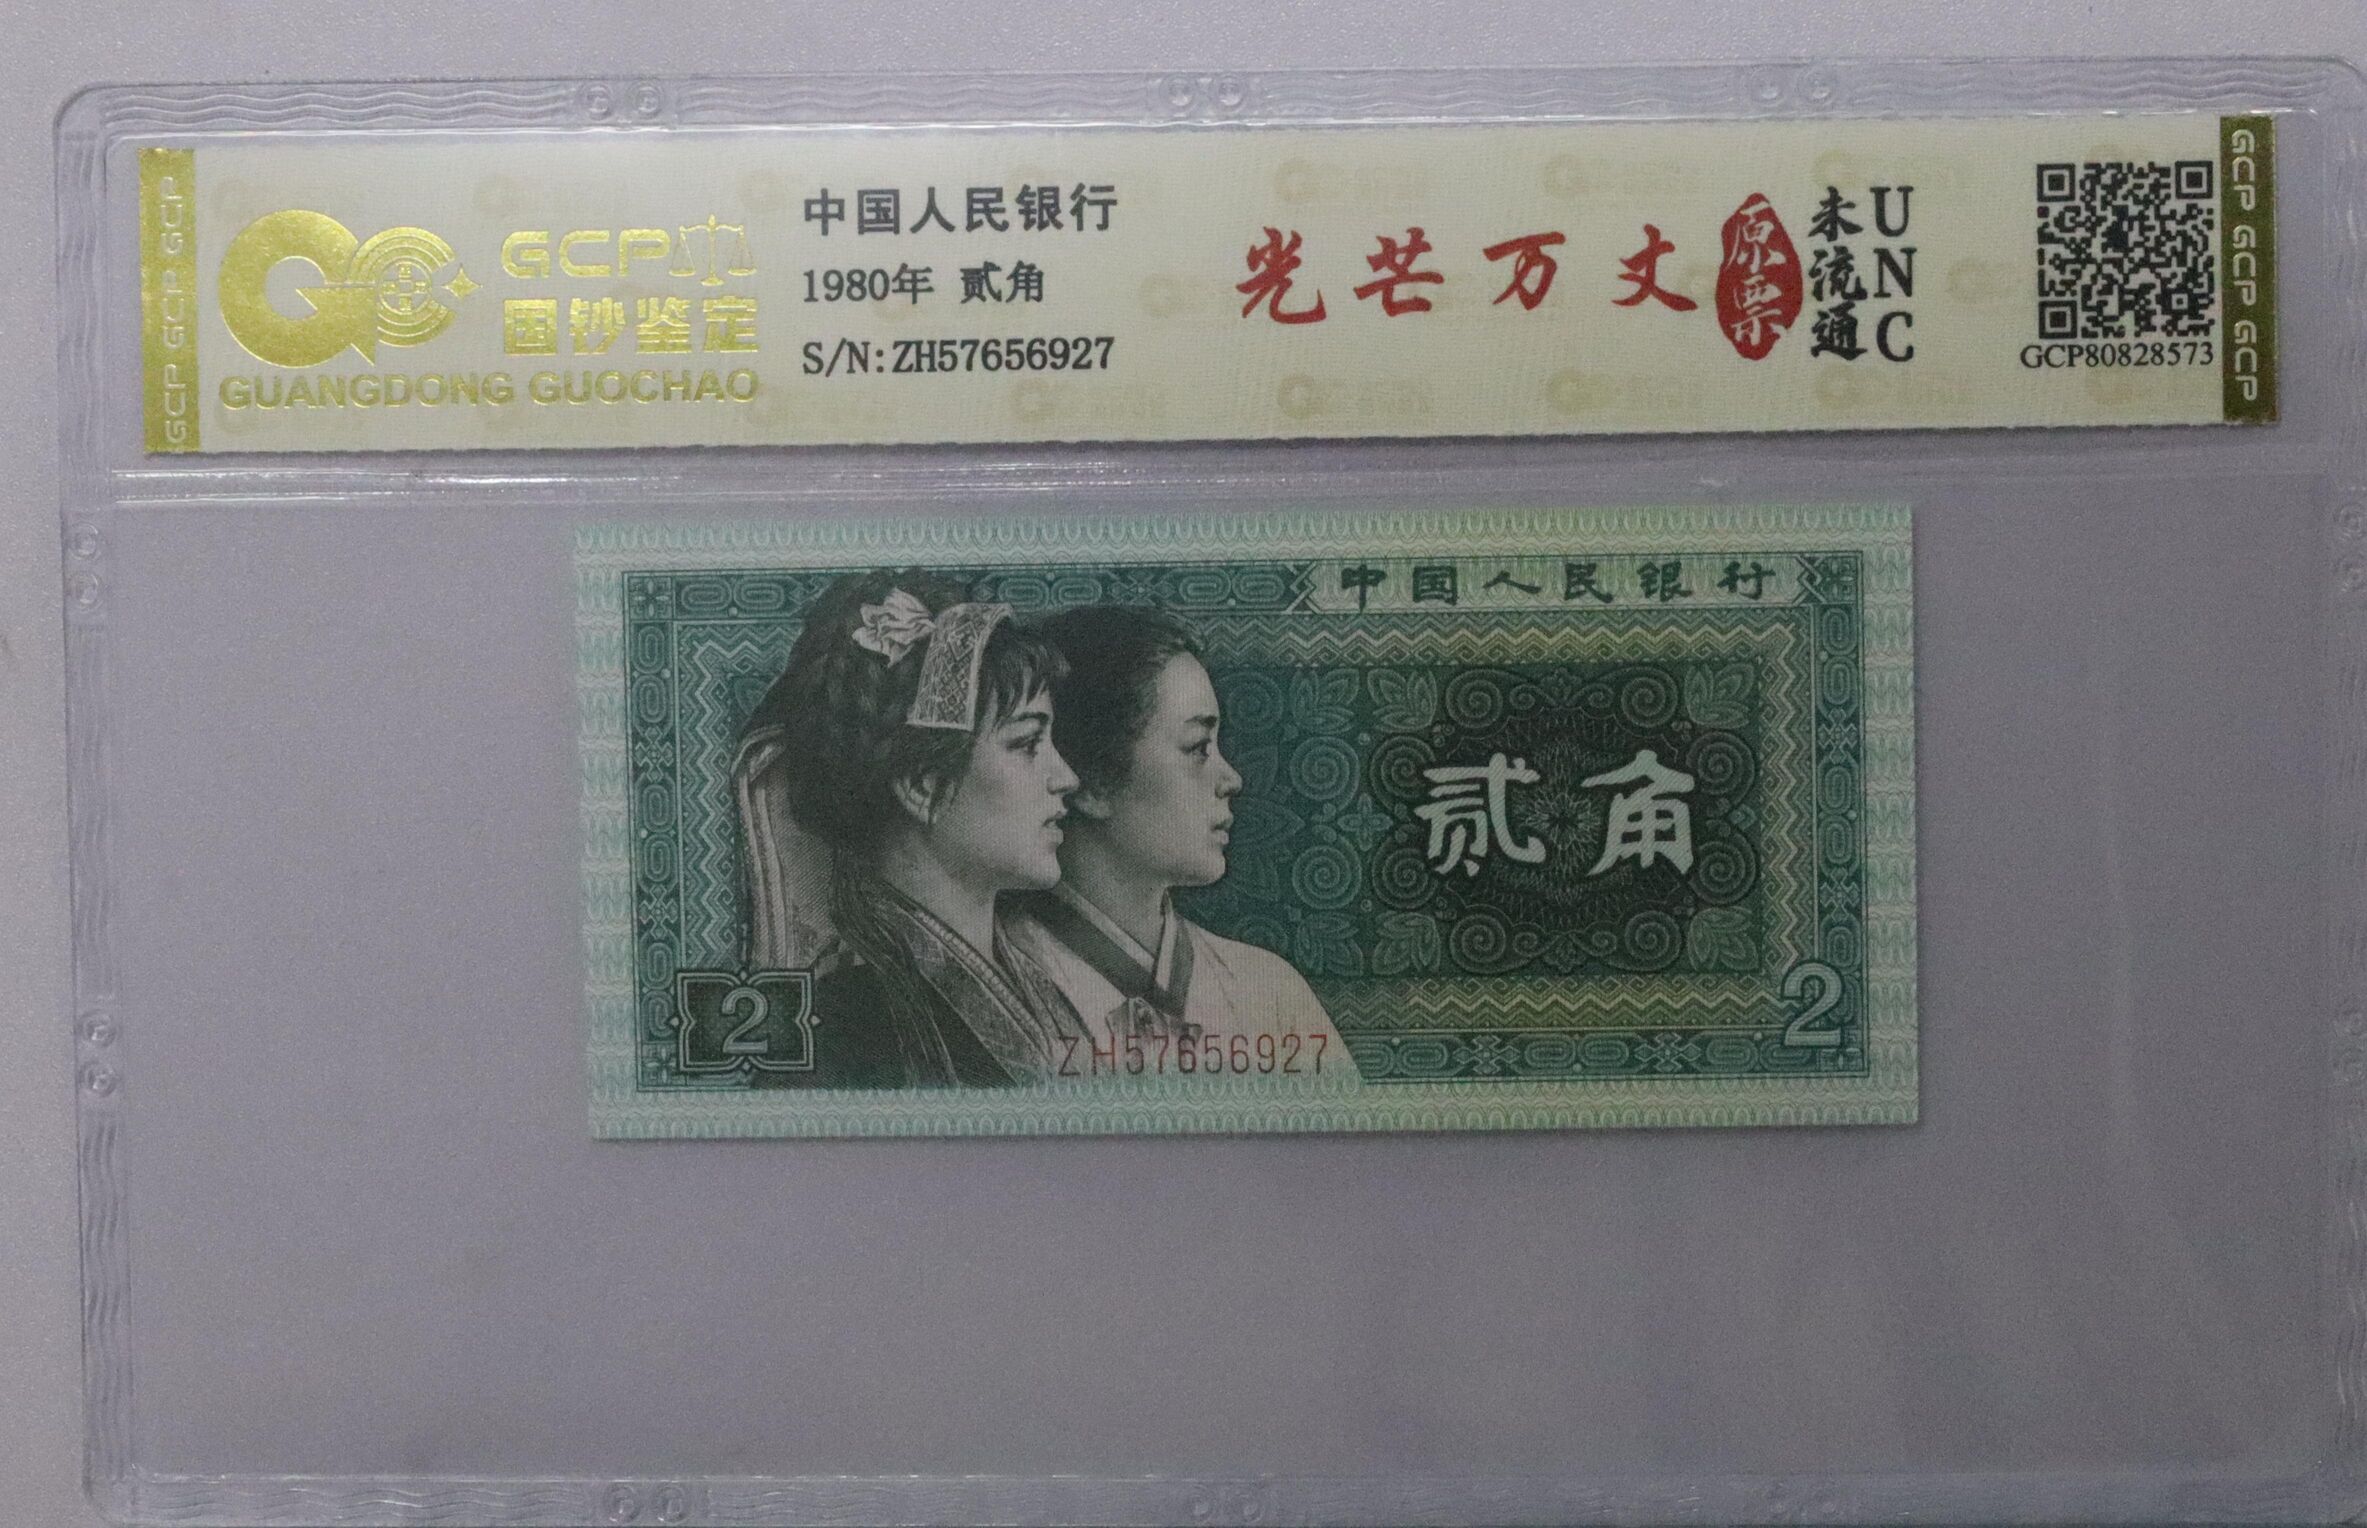 GCP GCP GCP
GCP
国钞鉴定
GUANGDONG GUOCHAO
中国人民银行
1980年 贰角
S/N:ZH57656927
光芒万丈
原票
未流通
UNC
GCP80828573
GCP GCP GCP
中国人民银行
贰角
2
2
ZH57656927